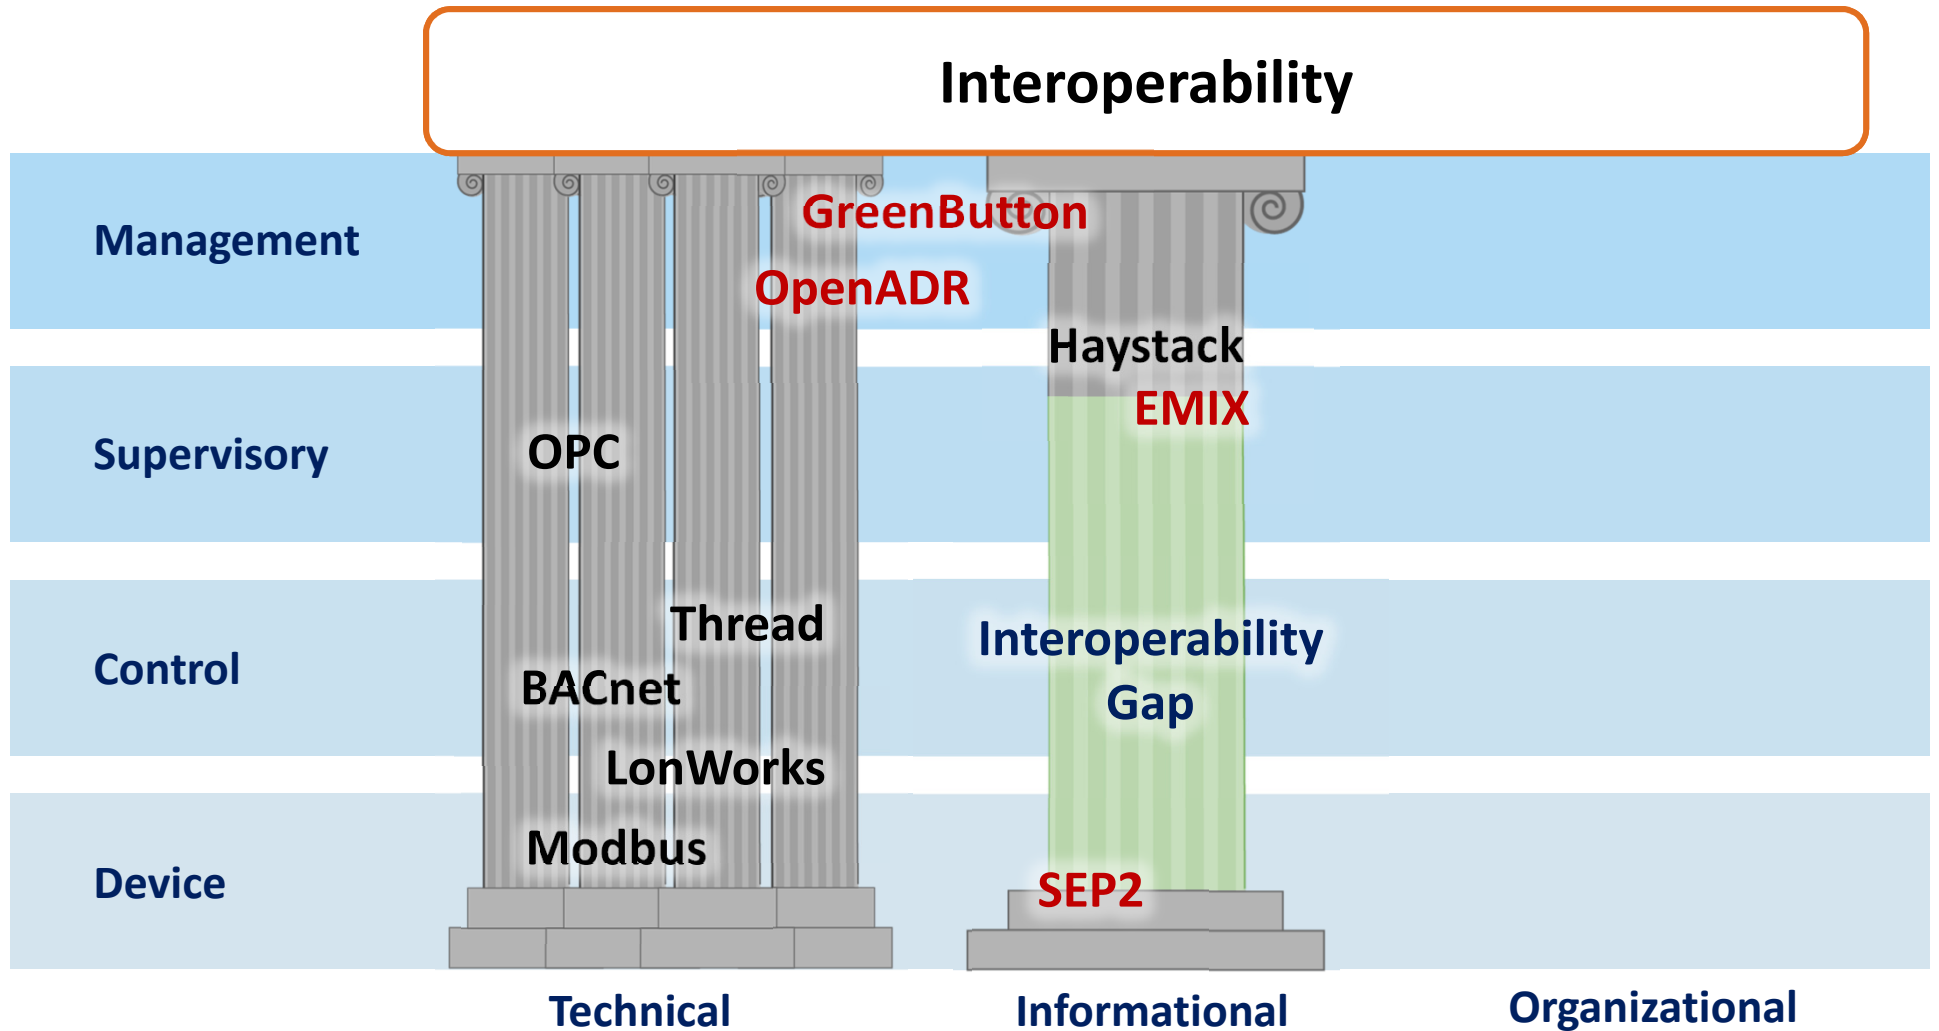 Interoperability
Management
GreenButton
OpenADR
Haystack
EMIX
Supervisory
OPC
Thread
Interoperability
Gap
Control
BACnet
LonWorks
Modbus
Device
SEP2
Technical
Informational
Organizational